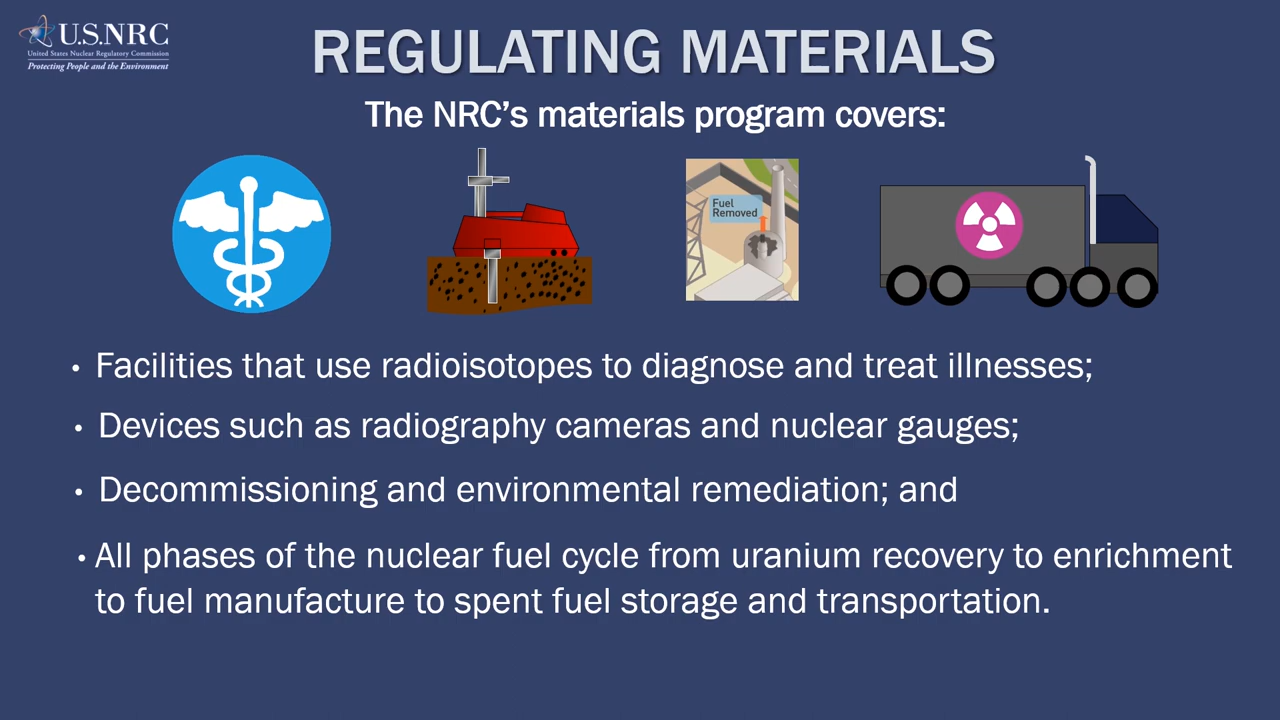 U.S.NRC
United States Nuclear Regulatory Commission
Protecting People and the Environment
REGULATING MATERIALS
The NRC's materials program covers:
Fuel
Removed
• Facilities that use radioisotopes to diagnose and treat illnesses;
• Devices such as radiography cameras and nuclear gauges;
• Decommissioning and environmental remediation; and
• All phases of the nuclear fuel cycle from uranium recovery to enrichment
to fuel manufacture to spent fuel storage and transportation.